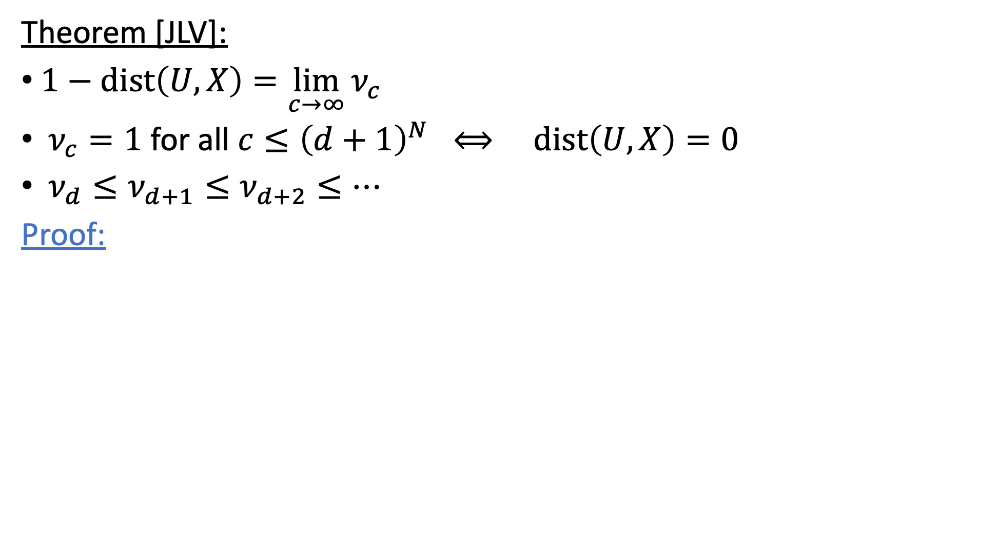 Theorem [JLV]:
• 1 − dist(𝑈, 𝑋) = lim_{𝑐→∞} 𝜈_𝑐
• 𝜈_𝑐 = 1 for all 𝑐 ≤ (𝑑 + 1)^𝑁 ⟺ dist(𝑈, 𝑋) = 0
• 𝜈_𝑑 ≤ 𝜈_{𝑑+1} ≤ 𝜈_{𝑑+2} ≤ ⋯
Proof: